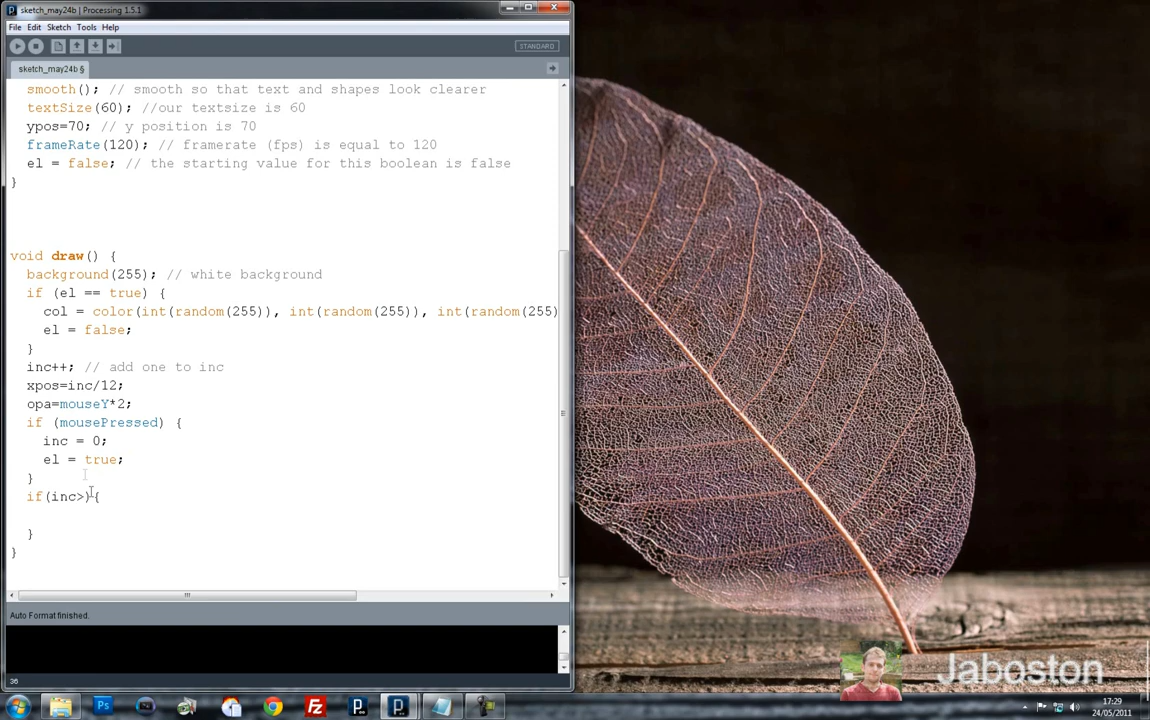 sketch_may24b | Processing 1.5.1
File Edit Sketch Tools Help
STANDARD
sketch_may24b §
smooth(); // smooth so that text and shapes look clearer
textSize(60); //our textsize is 60
ypos=70; // y position is 70
frameRate(120); // framerate (fps) is equal to 120
el = false; // the starting value for this boolean is false
}
void draw() {
background(255); // white background
if (el == true) {
col = color(int(random(255)), int(random(255)), int(random(255)
el = false;
}
inc++; // add one to inc
xpos=inc/12;
opa=mouseY*2;
if (mousePressed) {
inc = 0;
el = true;
}
if(inc>){
}
}
Auto Format finished.
36
Jaboston
Ps
Fz
P
P
17:29
24/05/2011